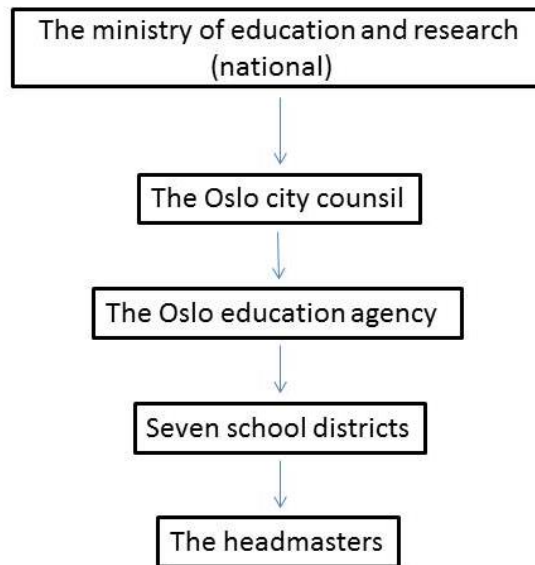 The ministry of education and research
(national)
The Oslo city counsil
The Oslo education agency
Seven school districts
The headmasters